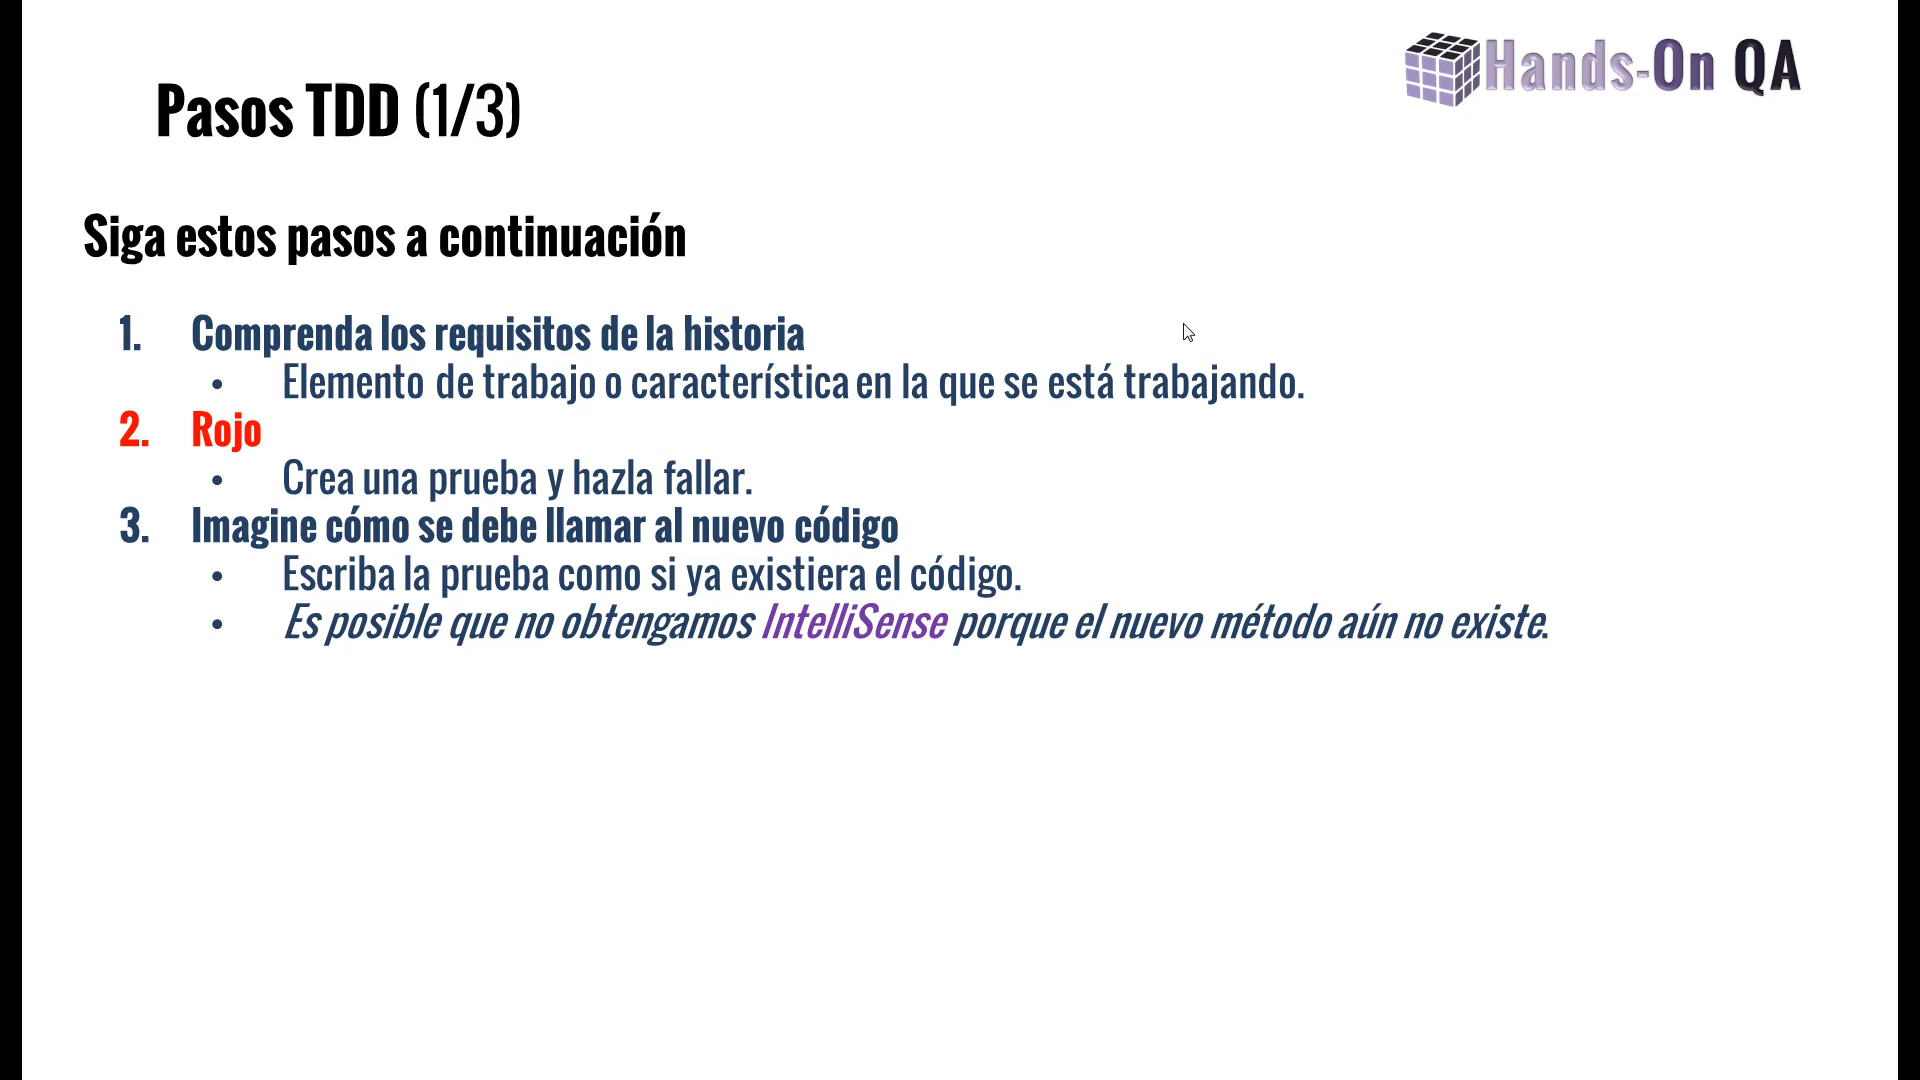 Hands-On QA
Pasos TDD (1/3)
Siga estos pasos a continuación
1. Comprenda los requisitos de la historia
• Elemento de trabajo o característica en la que se está trabajando.
2. Rojo
• Crea una prueba y hazla fallar.
3. Imagine cómo se debe llamar al nuevo código
• Escriba la prueba como si ya existiera el código.
• Es posible que no obtengamos IntelliSense porque el nuevo método aún no existe.